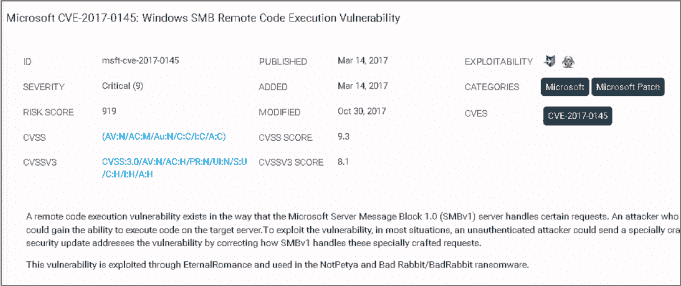 Microsoft CVE-2017-0145: Windows SMB Remote Code Execution Vulnerability
ID msft-cve-2017-0145 PUBLISHED Mar 14, 2017 EXPLOITABILITY
SEVERITY Critical (9) ADDED Mar 14, 2017 CATEGORIES Microsoft Microsoft Patch
RISK SCORE 919 MODIFIED Oct 30, 2017 CVES CVE-2017-0145
CVSS (AV:N/AC:M/Au:N/C:C/I:C/A:C) CVSS SCORE 9.3
CVSSV3 CVSS:3.0/AV:N/AC:H/PR:N/UI:N/S:U CVSSV3 SCORE 8.1
/C:H/I:H/A:H
A remote code execution vulnerability exists in the way that the Microsoft Server Message Block 1.0 (SMBv1) server handles certain requests. An attacker who
could gain the ability to execute code on the target server.To exploit the vulnerability, in most situations, an unauthenticated attacker could send a specially cra
security update addresses the vulnerability by correcting how SMBv1 handles these specially crafted requests.
This vulnerability is exploited through EternalRomance and used in the NotPetya and Bad Rabbit/BadRabbit ransomware.